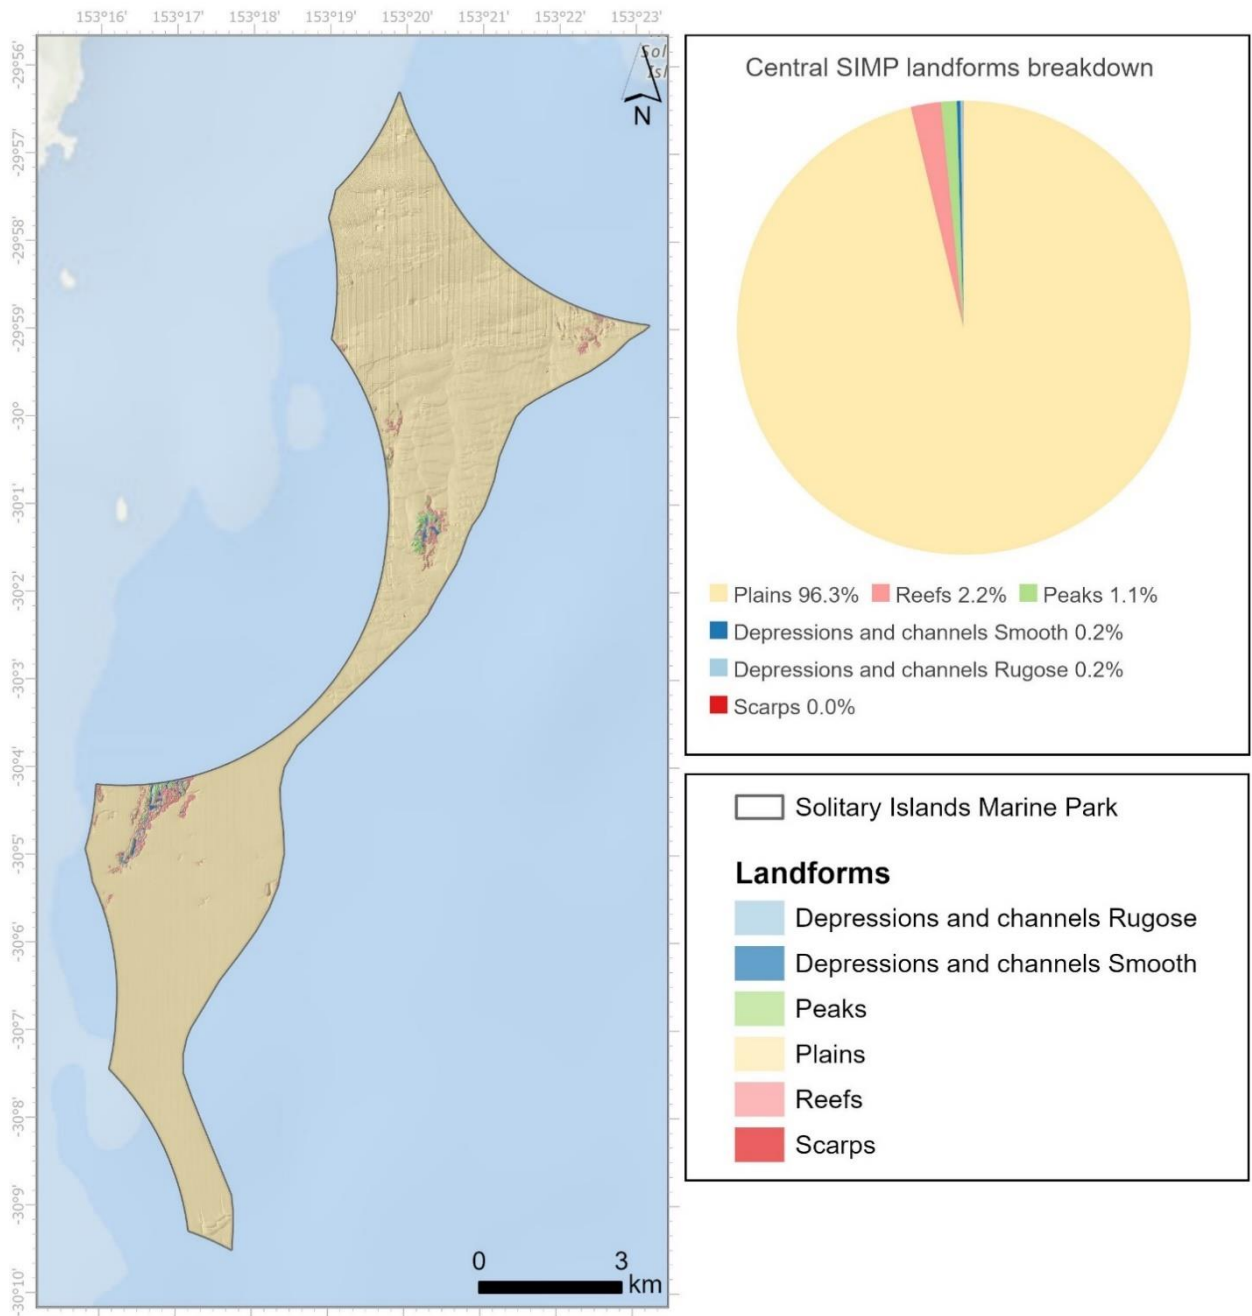 153°16' 153°17' 153°18' 153°19' 153°20' 153°21' 153°22' 153°23'
-29°56'
-29°57'
-29°58'
-29°59'
-30°
-30°1'
-30°2'
-30°3'
-30°4'
-30°5'
-30°6'
-30°7'
-30°8'
-30°9'
-30°10'
Sol
Isl
N
0 3
km
Central SIMP landforms breakdown
Plains 96.3% Reefs 2.2% Peaks 1.1%
Depressions and channels Smooth 0.2%
Depressions and channels Rugose 0.2%
Scarps 0.0%
Solitary Islands Marine Park
Landforms
Depressions and channels Rugose
Depressions and channels Smooth
Peaks
Plains
Reefs
Scarps